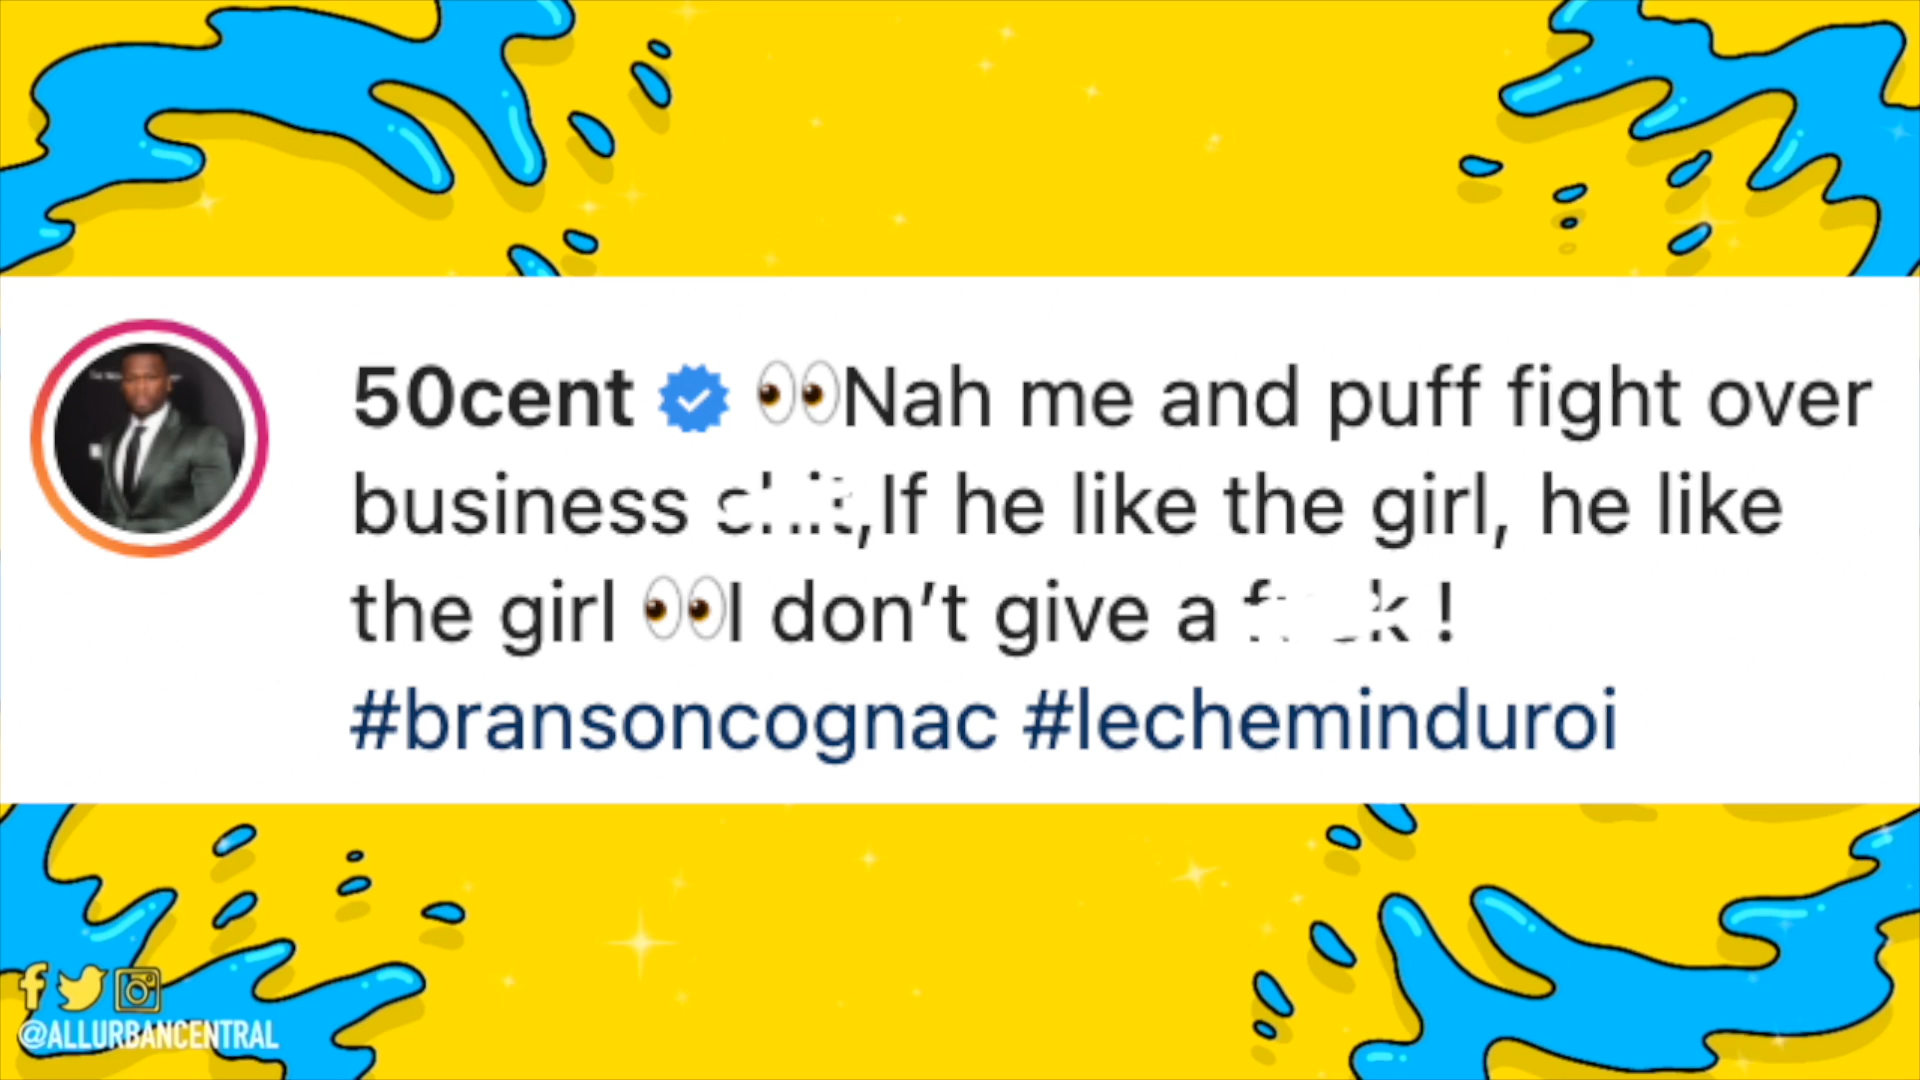 50cent 👀Nah me and puff fight over
business ,If he like the girl, he like
the girl 👀I don't give a !
#bransoncognac #lecheminduroi
@ALLURBANCENTRAL